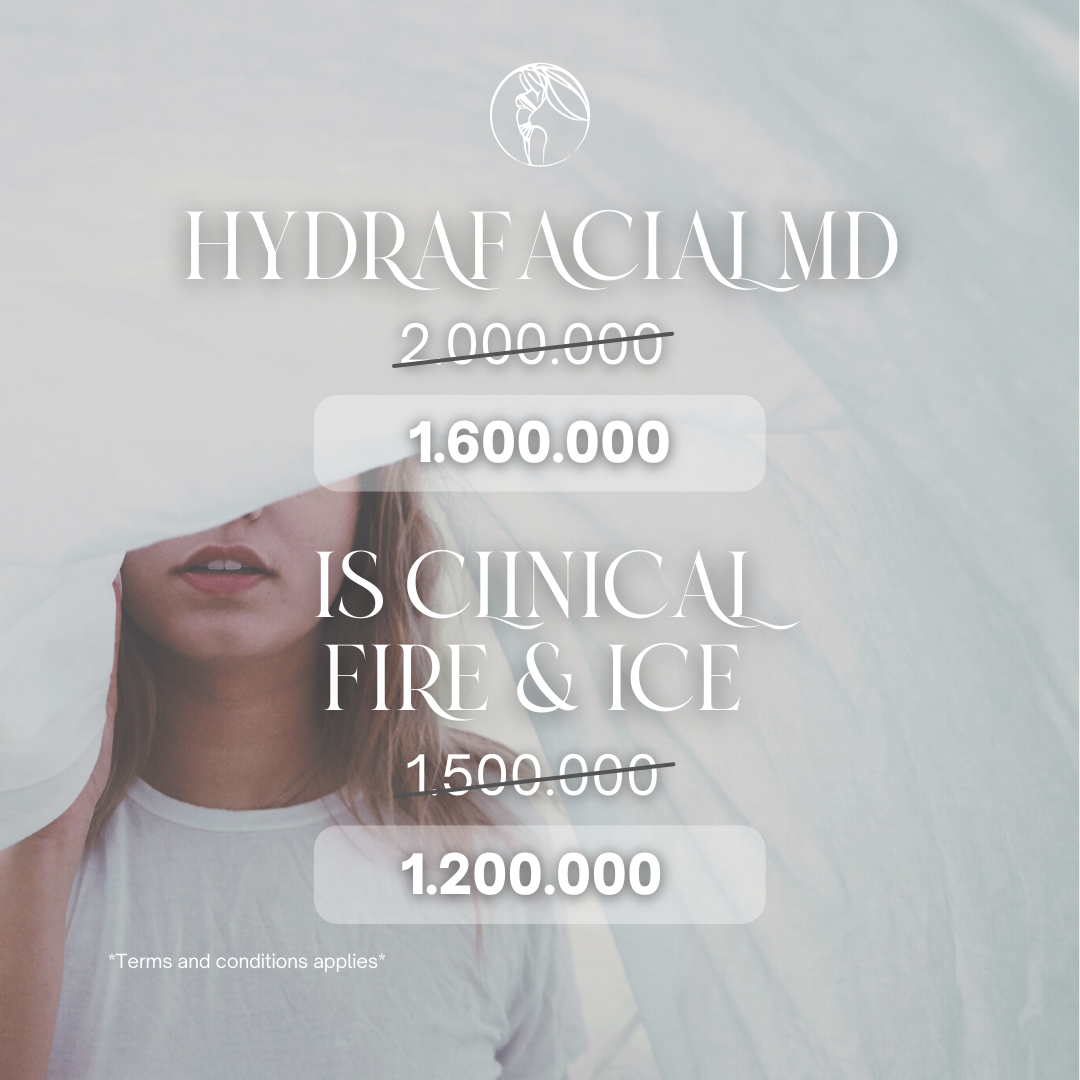 HYDRAFACIAL MD
2.000.000
1.600.000
IS CLINICAL
FIRE & ICE
1.500.000
1.200.000
*Terms and conditions applies*